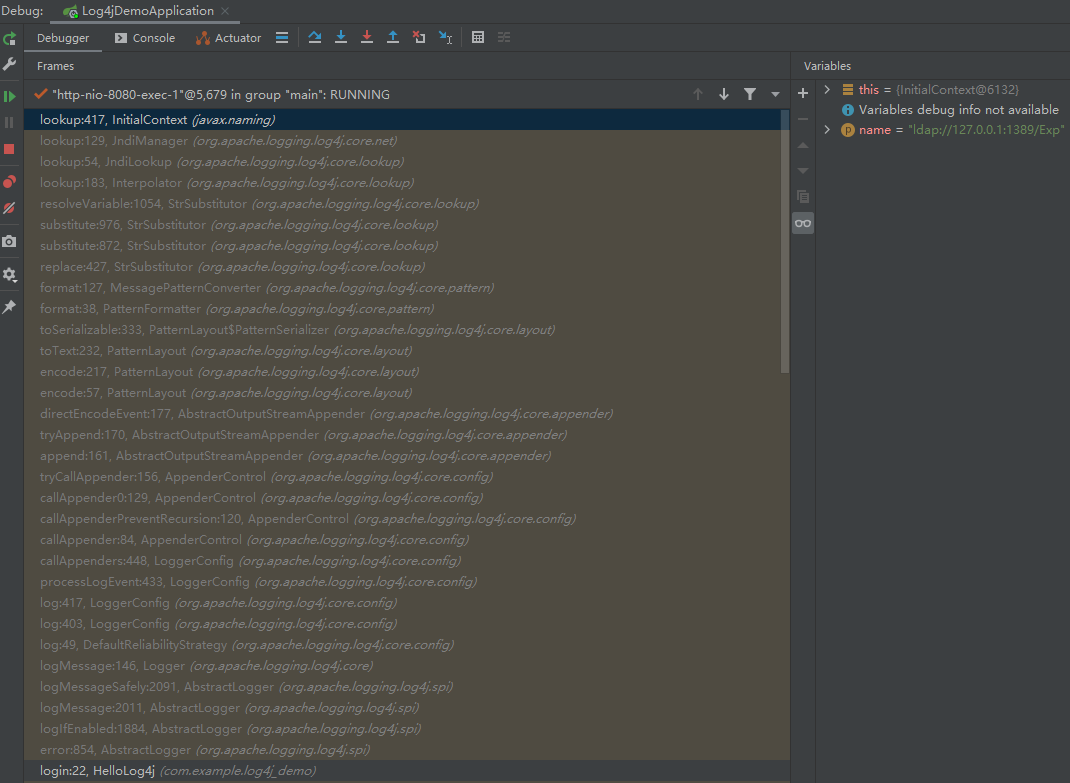 Debug: Log4jDemoApplication ×
Debugger Console Actuator
Frames
"http-nio-8080-exec-1"@5,679 in group "main": RUNNING
lookup:417, InitialContext (javax.naming)
lookup:129, JndiManager (org.apache.logging.log4j.core.net)
lookup:54, JndiLookup (org.apache.logging.log4j.core.lookup)
lookup:183, Interpolator (org.apache.logging.log4j.core.lookup)
resolveVariable:1054, StrSubstitutor (org.apache.logging.log4j.core.lookup)
substitute:976, StrSubstitutor (org.apache.logging.log4j.core.lookup)
substitute:872, StrSubstitutor (org.apache.logging.log4j.core.lookup)
replace:427, StrSubstitutor (org.apache.logging.log4j.core.lookup)
format:127, MessagePatternConverter (org.apache.logging.log4j.core.pattern)
format:38, PatternFormatter (org.apache.logging.log4j.core.pattern)
toSerializable:333, PatternLayout$PatternSerializer (org.apache.logging.log4j.core.layout)
toText:232, PatternLayout (org.apache.logging.log4j.core.layout)
encode:217, PatternLayout (org.apache.logging.log4j.core.layout)
encode:57, PatternLayout (org.apache.logging.log4j.core.layout)
directEncodeEvent:177, AbstractOutputStreamAppender (org.apache.logging.log4j.core.appender)
tryAppend:170, AbstractOutputStreamAppender (org.apache.logging.log4j.core.appender)
append:161, AbstractOutputStreamAppender (org.apache.logging.log4j.core.appender)
tryCallAppender:156, AppenderControl (org.apache.logging.log4j.core.config)
callAppender0:129, AppenderControl (org.apache.logging.log4j.core.config)
callAppenderPreventRecursion:120, AppenderControl (org.apache.logging.log4j.core.config)
callAppender:84, AppenderControl (org.apache.logging.log4j.core.config)
callAppenders:448, LoggerConfig (org.apache.logging.log4j.core.config)
processLogEvent:433, LoggerConfig (org.apache.logging.log4j.core.config)
log:417, LoggerConfig (org.apache.logging.log4j.core.config)
log:403, LoggerConfig (org.apache.logging.log4j.core.config)
log:49, DefaultReliabilityStrategy (org.apache.logging.log4j.core.config)
logMessage:146, Logger (org.apache.logging.log4j.core)
logMessageSafely:2091, AbstractLogger (org.apache.logging.log4j.spi)
logMessage:2011, AbstractLogger (org.apache.logging.log4j.spi)
logIfEnabled:1884, AbstractLogger (org.apache.logging.log4j.spi)
error:854, AbstractLogger (org.apache.logging.log4j.spi)
login:22, HelloLog4j (com.example.log4j_demo)
Variables
this = {InitialContext@6132}
Variables debug info not available
name = "ldap://127.0.0.1:1389/Exp"